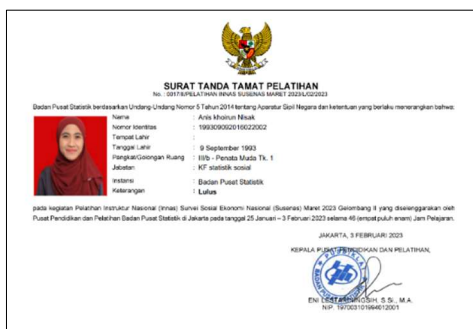 SURAT TANDA TAMAT PELATIHAN
Badan Pusat Statistik berdasarkan Undang-Undang Nomor 5 Tahun 2014 tentang Aparatur Sipil Negara dan ketentuan yang berlaku menerangkan bahwa:
Nama : Anis khoirun Nisak
Nomor Identitas : 199309092016022002
Tempat Lahir :
Tanggal Lahir : 9 September 1993
Pangkat/Golongan Ruang : III/b - Penata Muda Tk. 1
Jabatan : KF statistik sosial
Instansi : Badan Pusat Statistik
Keterangan : Lulus
pada kegiatan Pelatihan Instruktur Nasional (Innas) Survei Sosial Ekonomi Nasional (Susenas) Maret 2023 Gelombang II yang diselenggarakan oleh
Pusat Pendidikan dan Pelatihan Badan Pusat Statistik di Jakarta pada tanggal 25 Januari – 3 Februari 2023 selama 46 (empat puluh enam) Jam Pelajaran.
JAKARTA, 3 FEBRUARI 2023
KEPALA PUSAT PENDIDIKAN DAN PELATIHAN,
ENI LESTARININGSIH, S.Si., M.A.
NIP. 197003101994012001